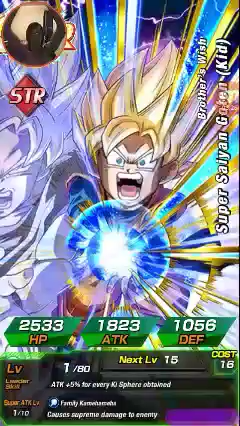 R
STR
Brother's Wish
Super Saiyan Goten (Kid)
2533
HP
1823
ATK
1056
DEF
Lv
1/80
Next Lv 15
COST
16
Leader Skill
ATK +5% for every Ki Sphere obtained
Super ATK Lv.
1/10
Family Kamehameha
Causes supreme damage to enemy